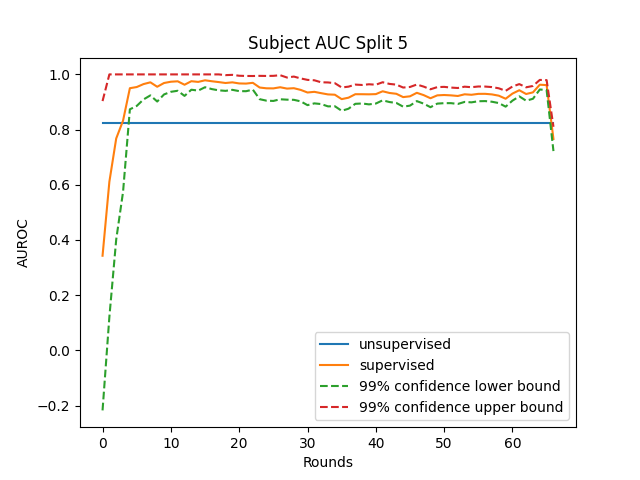 Subject AUC Split 5
1.0
0.8
0.6
0.4
0.2
0.0
−0.2
AUROC
0 10 20 30 40 50 60
Rounds
unsupervised
supervised
99% confidence lower bound
99% confidence upper bound